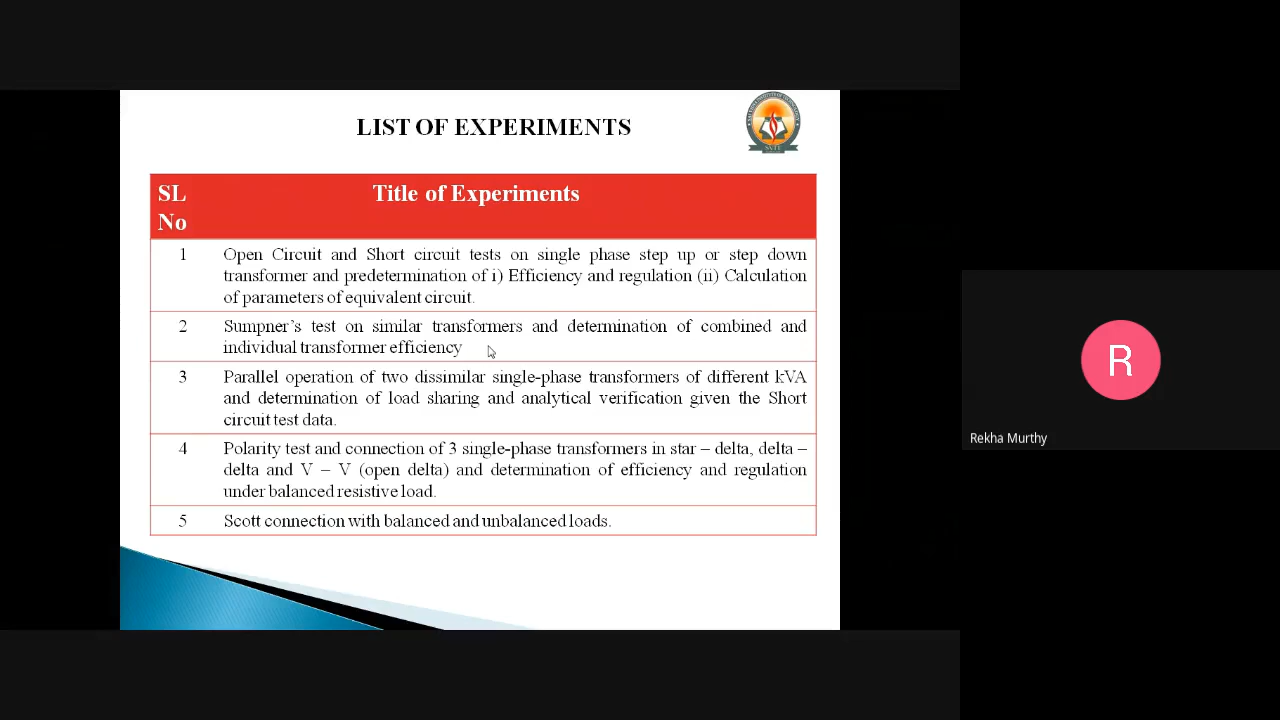 LIST OF EXPERIMENTS
SL No
Title of Experiments
1
Open Circuit and Short circuit tests on single phase step up or step down
transformer and predetermination of i) Efficiency and regulation (ii) Calculation
of parameters of equivalent circuit.
2
Sumpner’s test on similar transformers and determination of combined and
individual transformer efficiency
3
Parallel operation of two dissimilar single-phase transformers of different kVA
and determination of load sharing and analytical verification given the Short
circuit test data.
4
Polarity test and connection of 3 single-phase transformers in star – delta, delta –
delta and V – V (open delta) and determination of efficiency and regulation
under balanced resistive load.
5
Scott connection with balanced and unbalanced loads.
R
Rekha Murthy